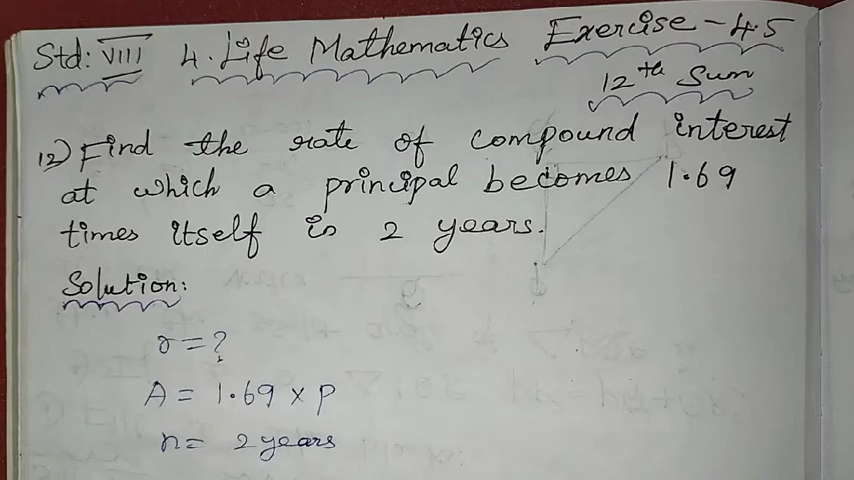 Std: VIII 4. Life Mathematics Exercise - 4.5
12th Sum
12) Find the rate of compound interest
at which a principal becomes 1.69
times itself is 2 years.
Solution:
r = ?
A = 1.69 x P
n = 2 years